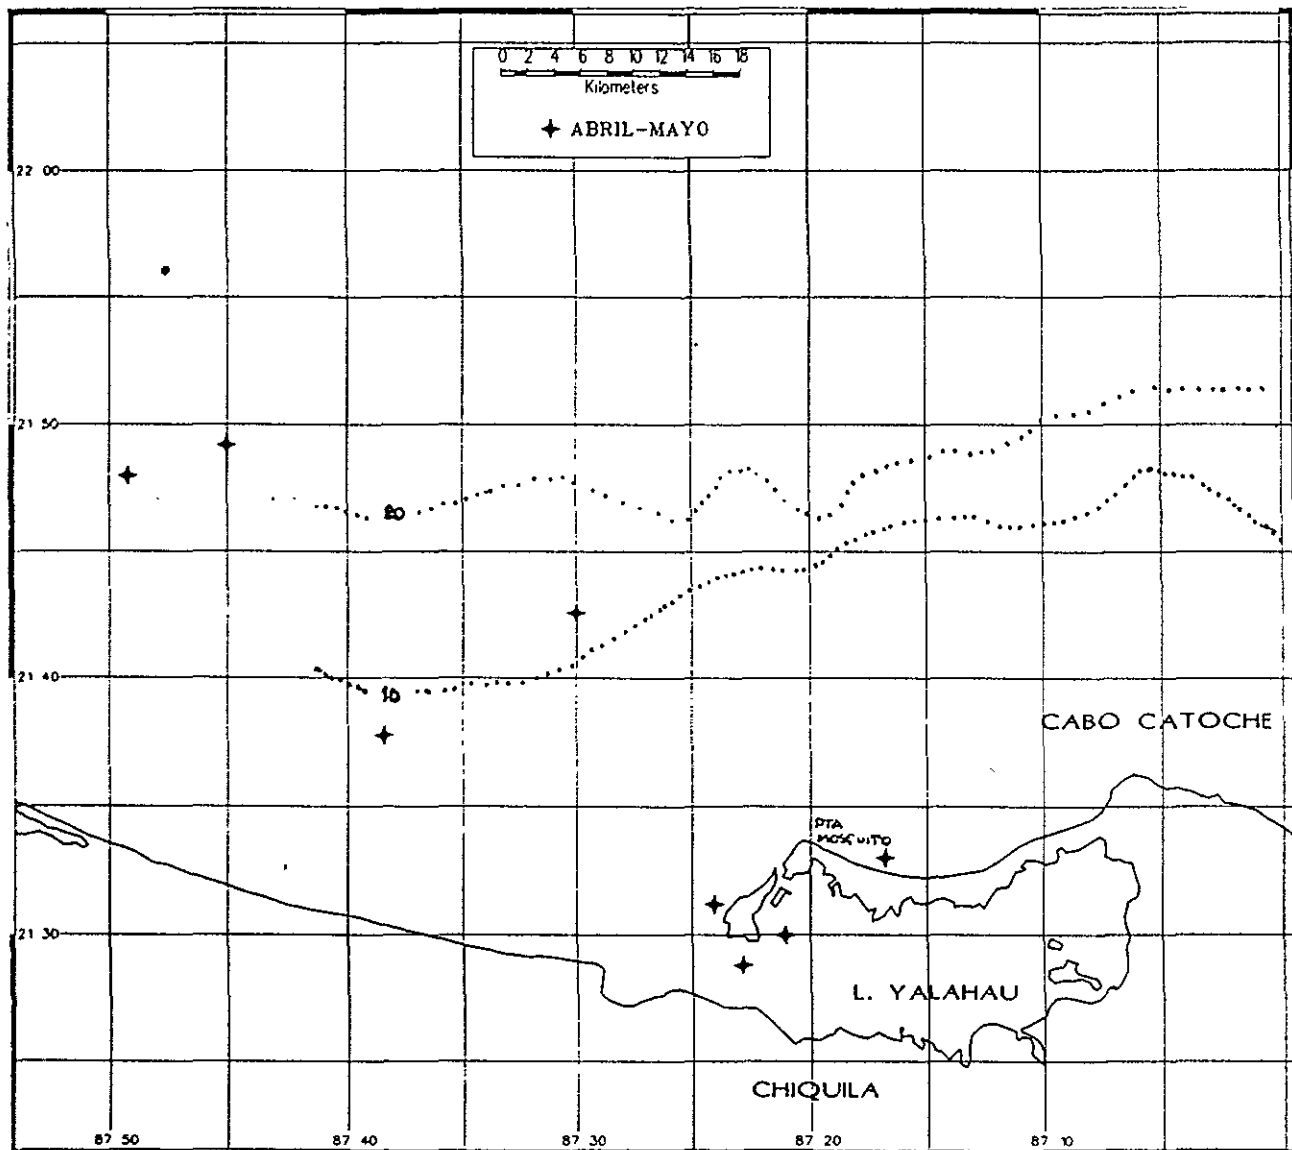 0 2 4 6 8 10 12 14 16 18
Kilometers
ABRIL-MAYO
22 00
21 50
20
21 40
10
CABO CATOCHE
PTA
MOSQUITO
21 30
L. YALAHAU
CHIQUILA
87 50 87 40 87 30 87 20 87 10